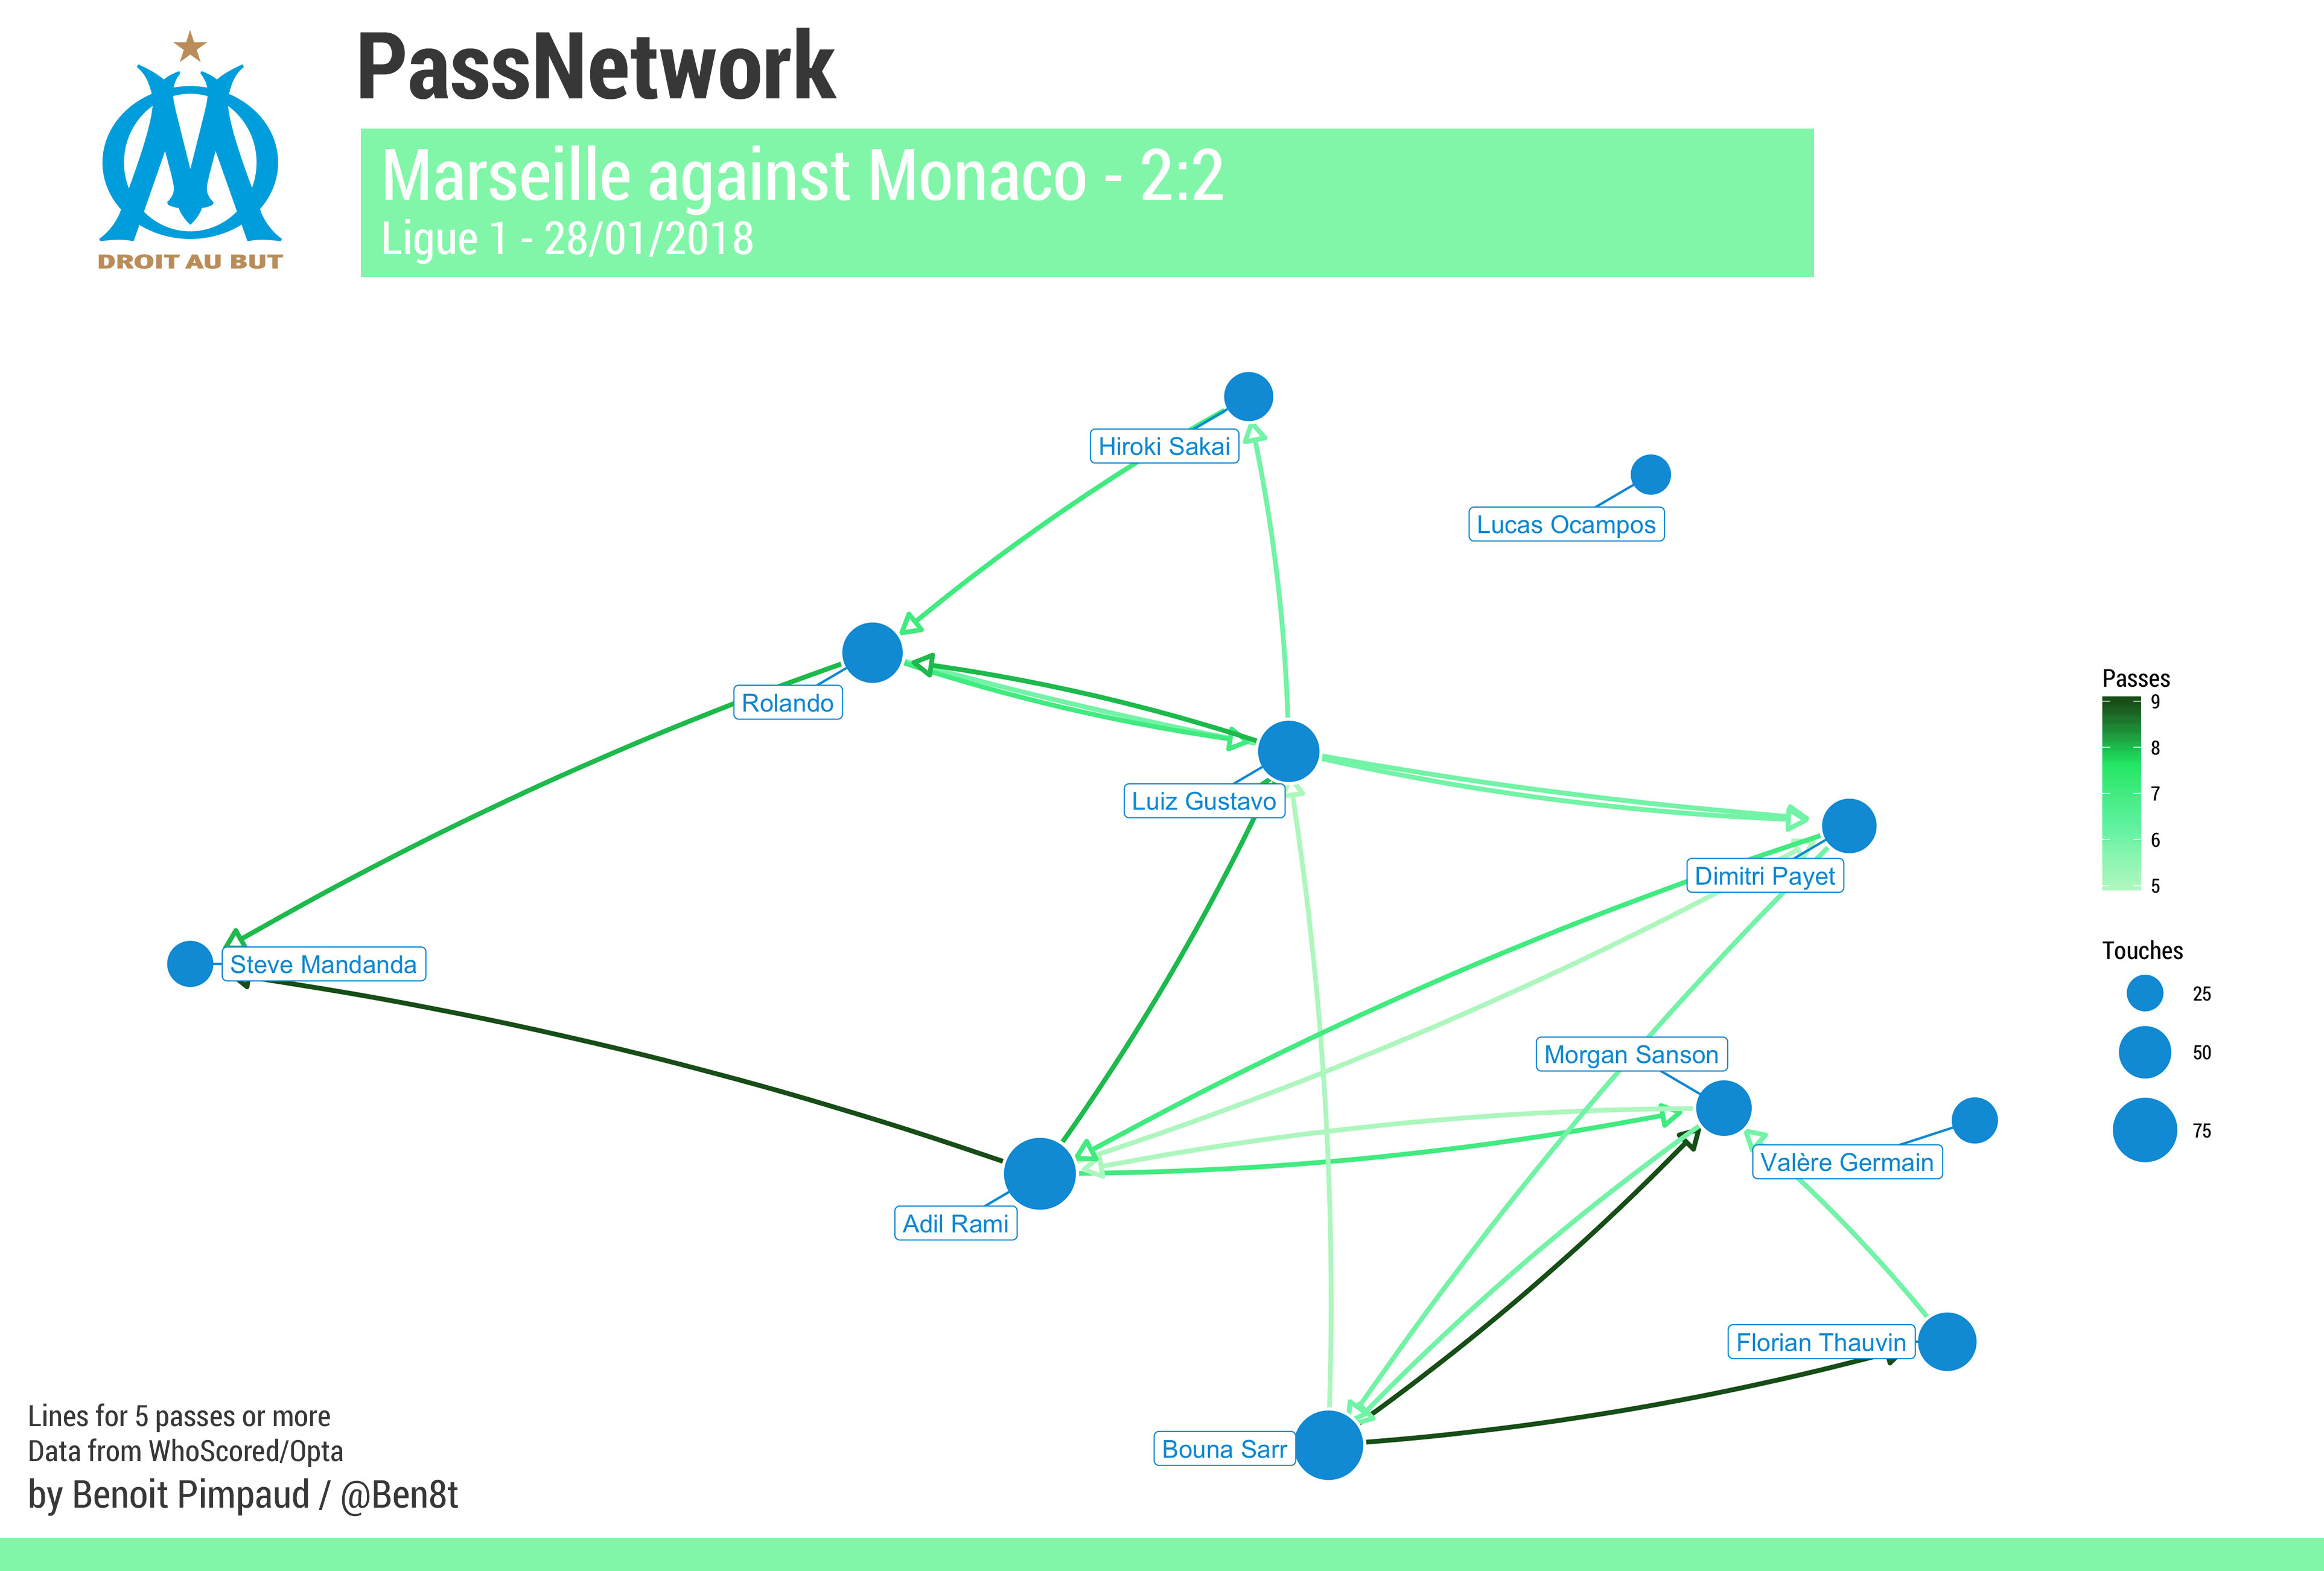 PassNetwork
Marseille against Monaco - 2:2
Ligue 1 - 28/01/2018
DROIT AU BUT
Hiroki Sakai
Lucas Ocampos
Rolando
Luiz Gustavo
Dimitri Payet
Steve Mandanda
Morgan Sanson
Valère Germain
Adil Rami
Florian Thauvin
Bouna Sarr
Passes
9
8
7
6
5
Touches
25
50
75
Lines for 5 passes or more
Data from WhoScored/Opta
by Benoit Pimpaud / @Ben8t